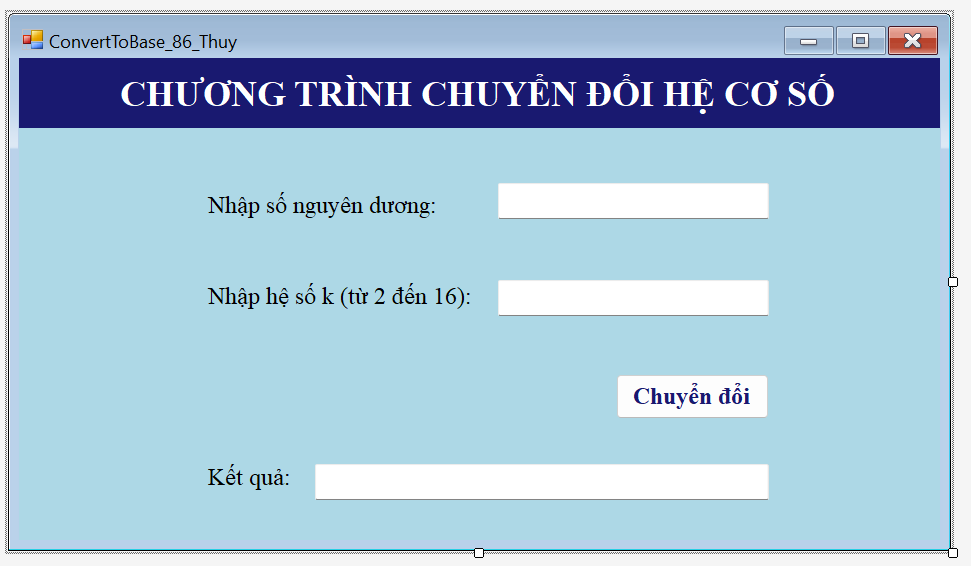 ConvertToBase_86_Thuy
CHƯƠNG TRÌNH CHUYỂN ĐỔI HỆ CƠ SỐ
Nhập số nguyên dương:
Nhập hệ số k (từ 2 đến 16):
Chuyển đổi
Kết quả: